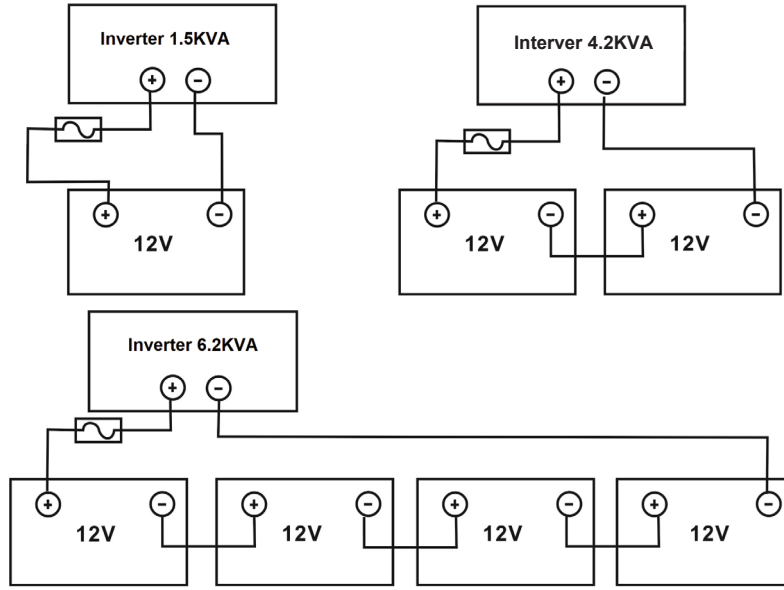 Inverter 1.5KVA
+ −
+ −
12V
Interver 4.2KVA
+ −
+ − + −
12V 12V
Inverter 6.2KVA
+ −
+ − + − + − + −
12V 12V 12V 12V